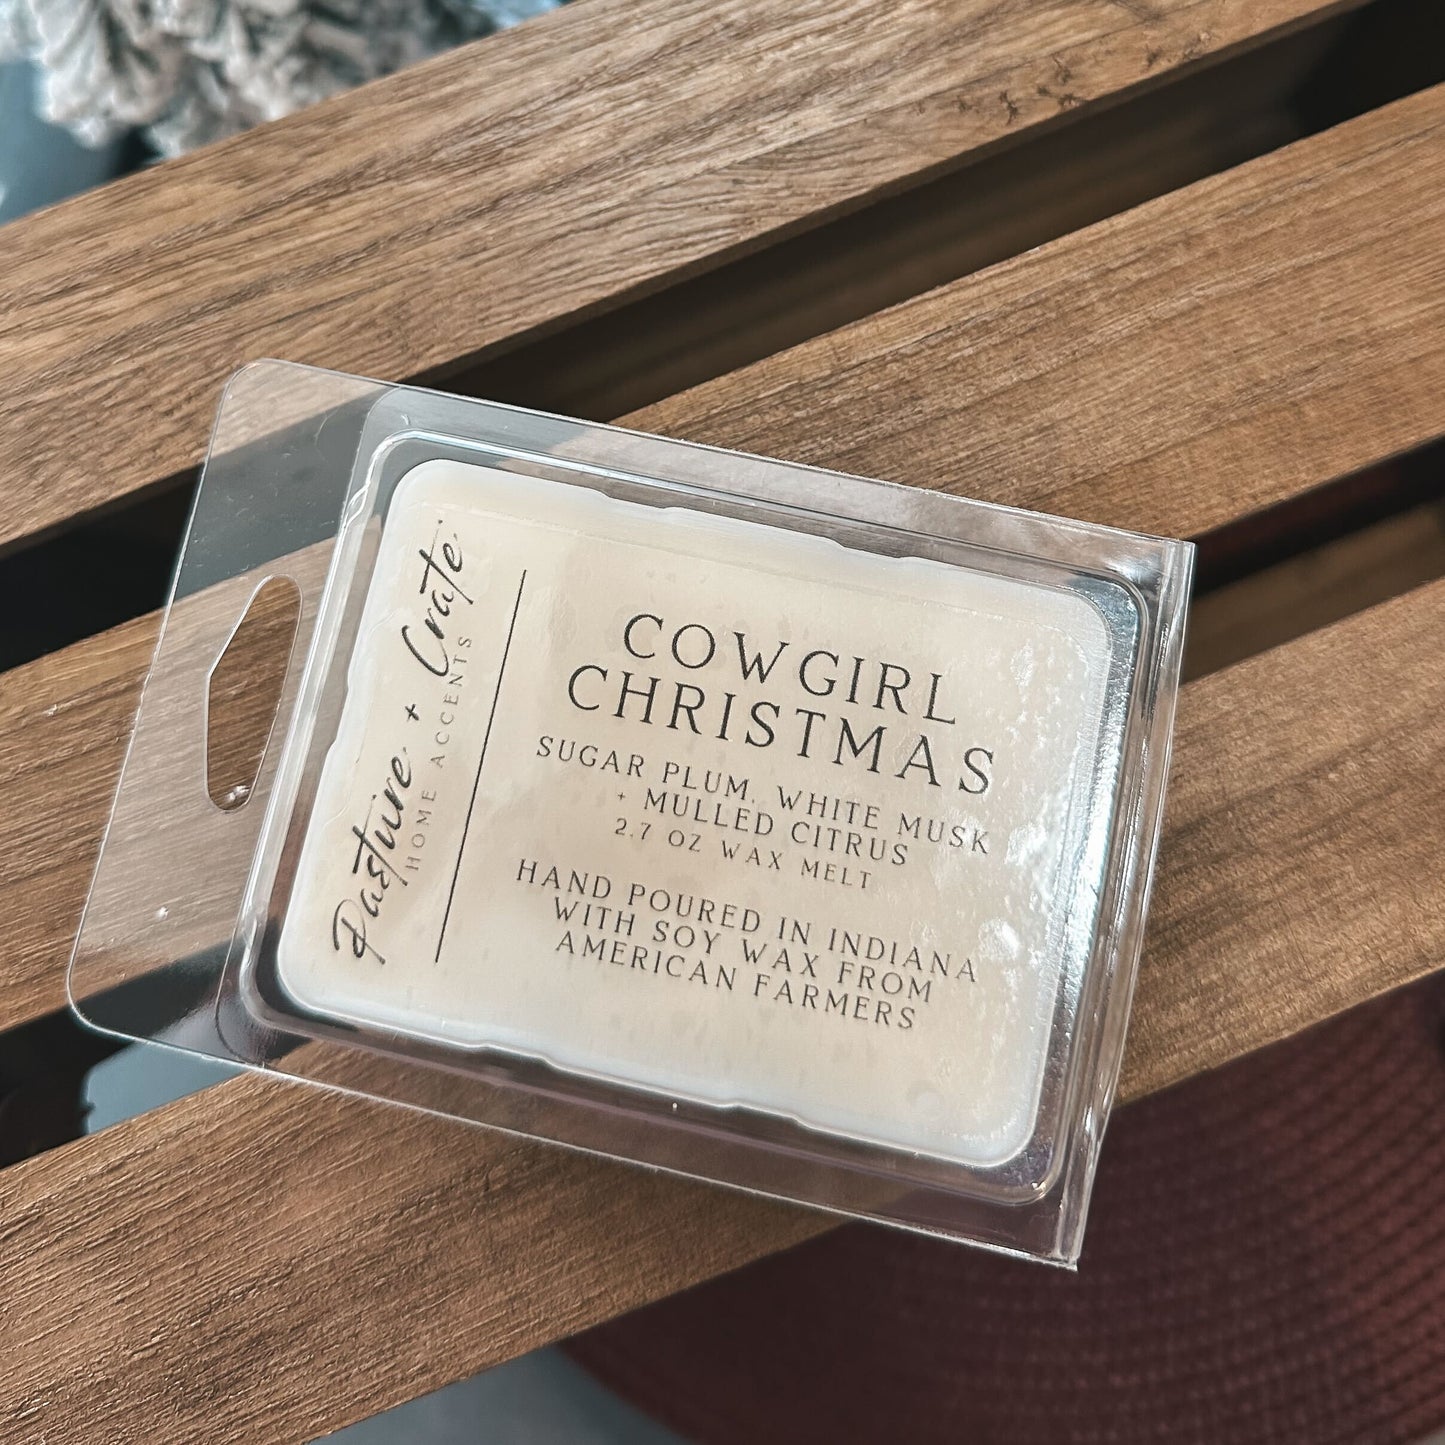 Pasture + Crate
HOME ACCENTS
COWGIRL
CHRISTMAS
SUGAR PLUM, WHITE MUSK
+ MULLED CITRUS
2.7 OZ WAX MELT
HAND POURED IN INDIANA
WITH SOY WAX FROM
AMERICAN FARMERS